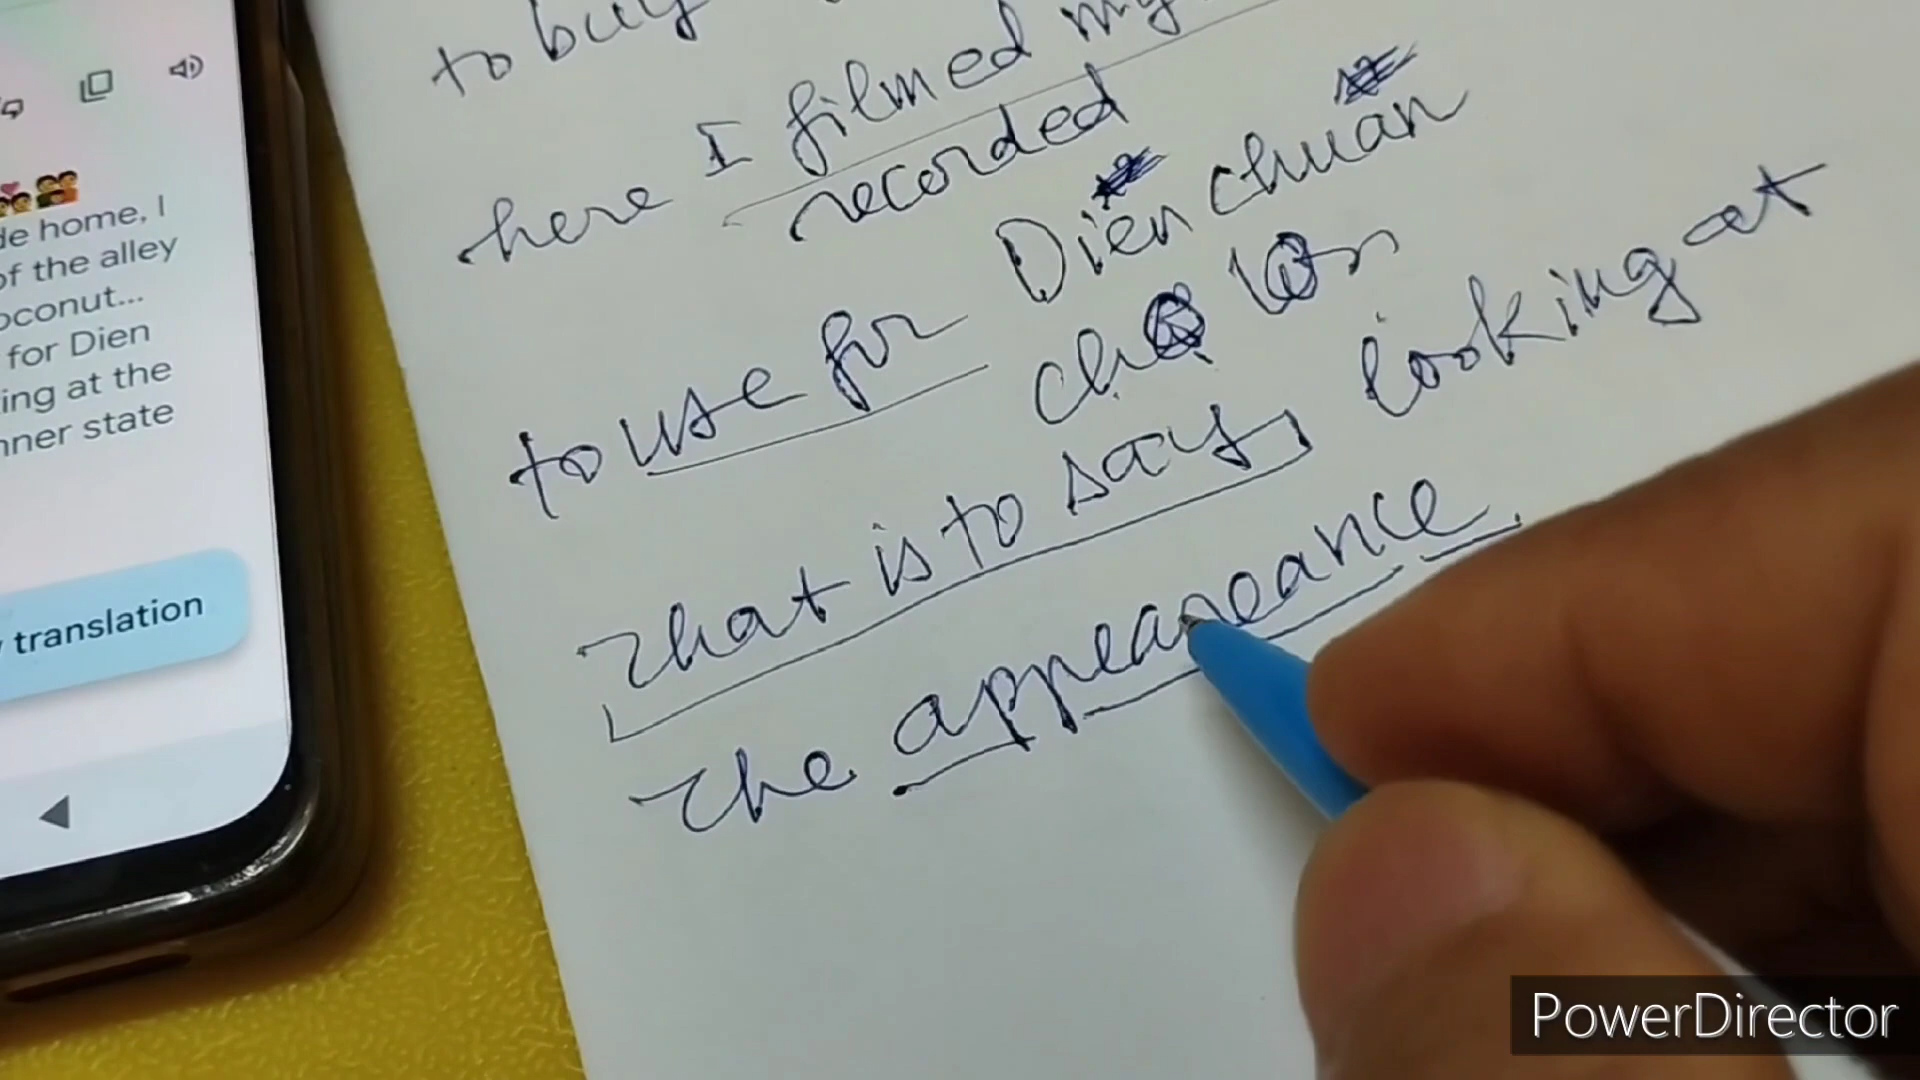 to buy
here I filmed my
recorded
to use for Dien chuan
that is to say, looking at
the appeareance.
de home, I
of the alley
oconut...
for Dien
ing at the
nner state
translation
PowerDirector